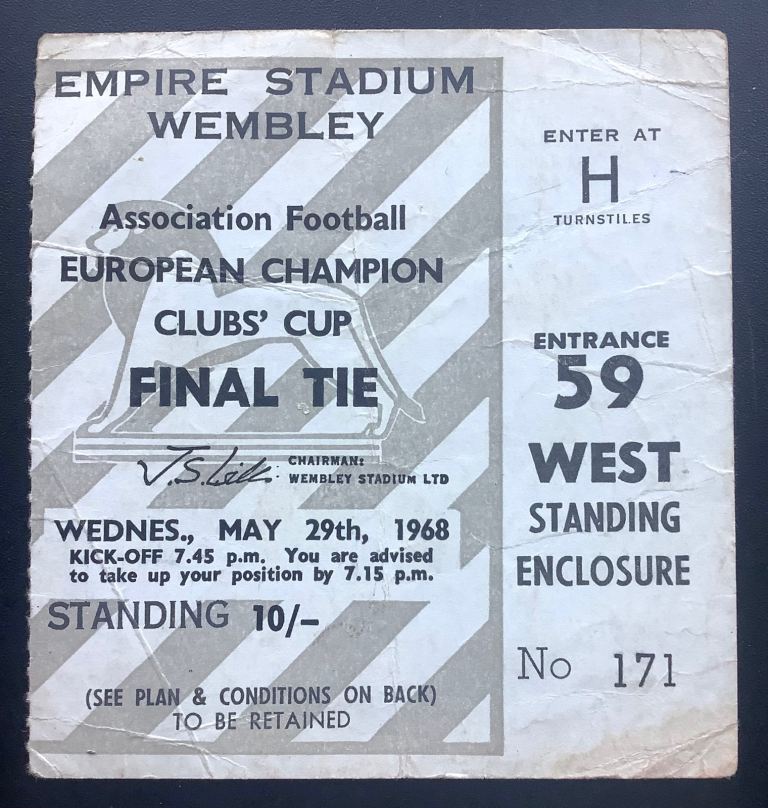 EMPIRE STADIUM
WEMBLEY
Association Football
EUROPEAN CHAMPION
CLUBS' CUP
FINAL TIE
CHAIRMAN:
WEMBLEY STADIUM LTD
WEDNES., MAY 29th, 1968
KICK-OFF 7.45 p.m. You are advised
to take up your position by 7.15 p.m.
STANDING 10/-
(SEE PLAN & CONDITIONS ON BACK)
TO BE RETAINED
ENTER AT
H
TURNSTILES
ENTRANCE
59
WEST
STANDING
ENCLOSURE
No 171